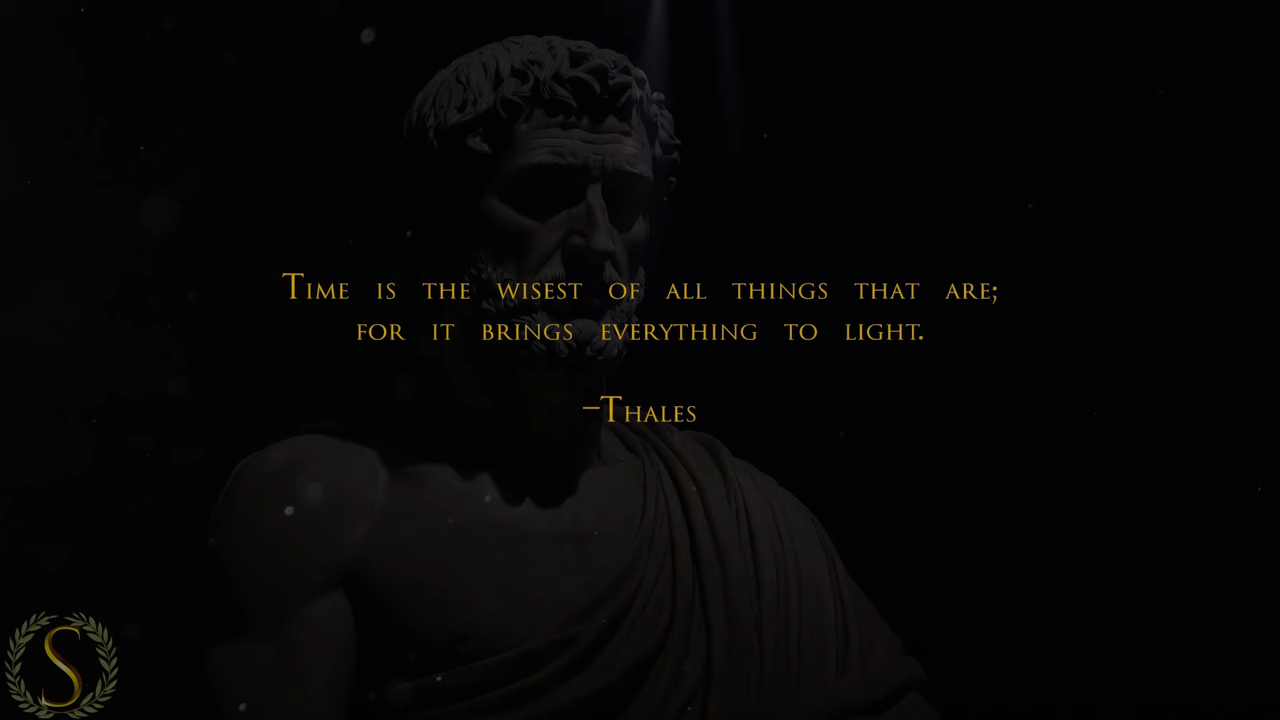 Time is the wisest of all things that are;
for it brings everything to light.
–Thales
S